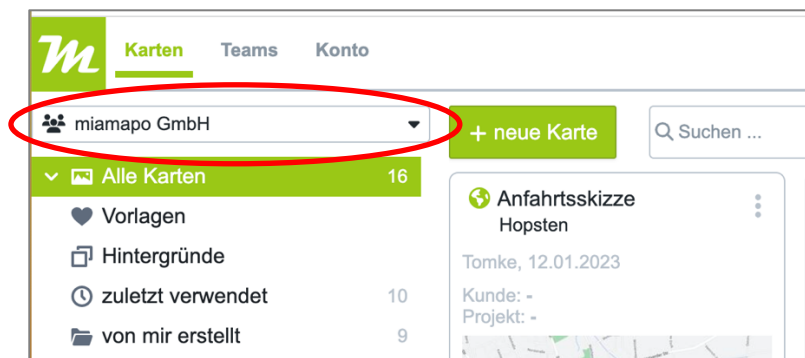 m
Karten Teams Konto
miamapo GmbH
+ neue Karte
Suchen ...
Alle Karten 16
Vorlagen
Hintergründe
zuletzt verwendet 10
von mir erstellt 9
Anfahrtsskizze
Hopsten
Tomke, 12.01.2023
Kunde: -
Projekt: -